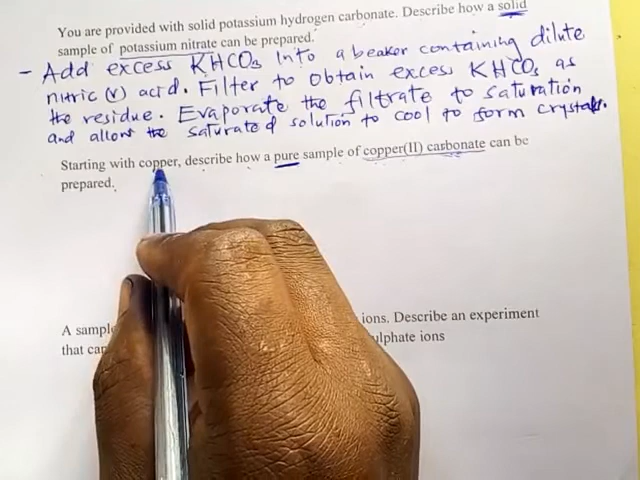 You are provided with solid potassium hydrogen carbonate. Describe how a solid
sample of potassium nitrate can be prepared.
- Add excess KHCO3 into a beaker containing dilute
nitric (V) acid. Filter to obtain excess KHCO3 as
the residue. Evaporate the filtrate to saturation
and allow the saturated solution to cool to form crystals.
Starting with copper, describe how a pure sample of copper(II) carbonate can be
prepared.
A sampl ions. Describe an experiment
that ulphate ions